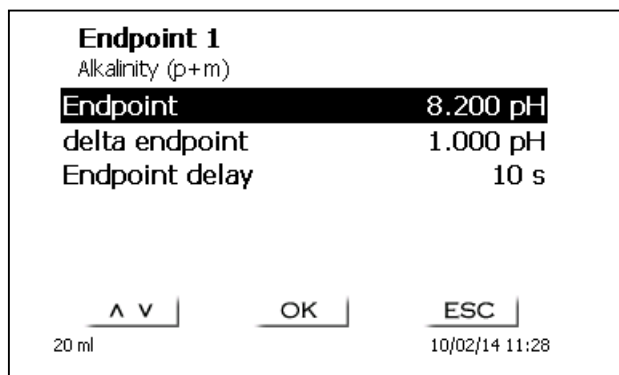 Endpoint 1
Alkalinity (p+m)
Endpoint 8.200 pH
delta endpoint 1.000 pH
Endpoint delay 10 s
∧ ∨ OK ESC
20 ml 10/02/14 11:28